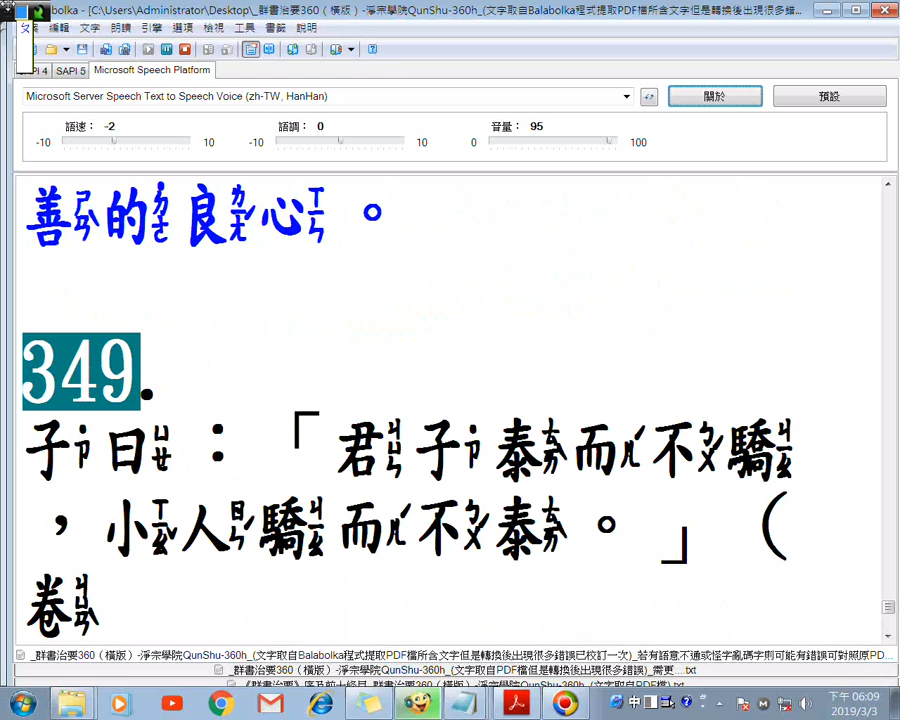 bolka - [C:\Users\Administrator\Desktop\_群書治要360（橫版）-淨宗學院QunShu-360h_(文字取自Balabolka程式提取PDF檔所含文字但是轉換後出現很多錯...
編輯 文字 朗讀 引擎 選項 檢視 工具 書籤 說明
SAPI 5 Microsoft Speech Platform
Microsoft Server Speech Text to Speech Voice (zh-TW, HanHan) 關於 預設
語速： -2 語調： 0 音量： 95
-10 10 -10 10 0 100
善ㄕㄢˋ的ㄉㄜ˙良ㄌㄧㄤˊ心ㄒㄧㄣ。
349.
子ㄗˇ曰ㄩㄝ：「君ㄐㄩㄣ子ㄗˇ泰ㄊㄞˋ而ㄦˊ不ㄅㄨˋ驕ㄐㄧㄠ
，小ㄒㄧㄠˇ人ㄖㄣˊ驕ㄐㄧㄠ而ㄦˊ不ㄅㄨˋ泰ㄊㄞˋ。」（
卷ㄐㄩㄢˋ
_群書治要360（橫版）-淨宗學院QunShu-360h_(文字取自Balabolka程式提取PDF檔所含文字但是轉換後出現很多錯誤已校訂一次)_若有語意不通或怪字亂碼字則可能有錯誤可對照原PD...
_群書治要360（橫版）-淨宗學院QunShu-360h_(文字取自PDF檔但是轉換後出現很多錯誤)_需更....txt
中
下午 06:09
2019/3/3